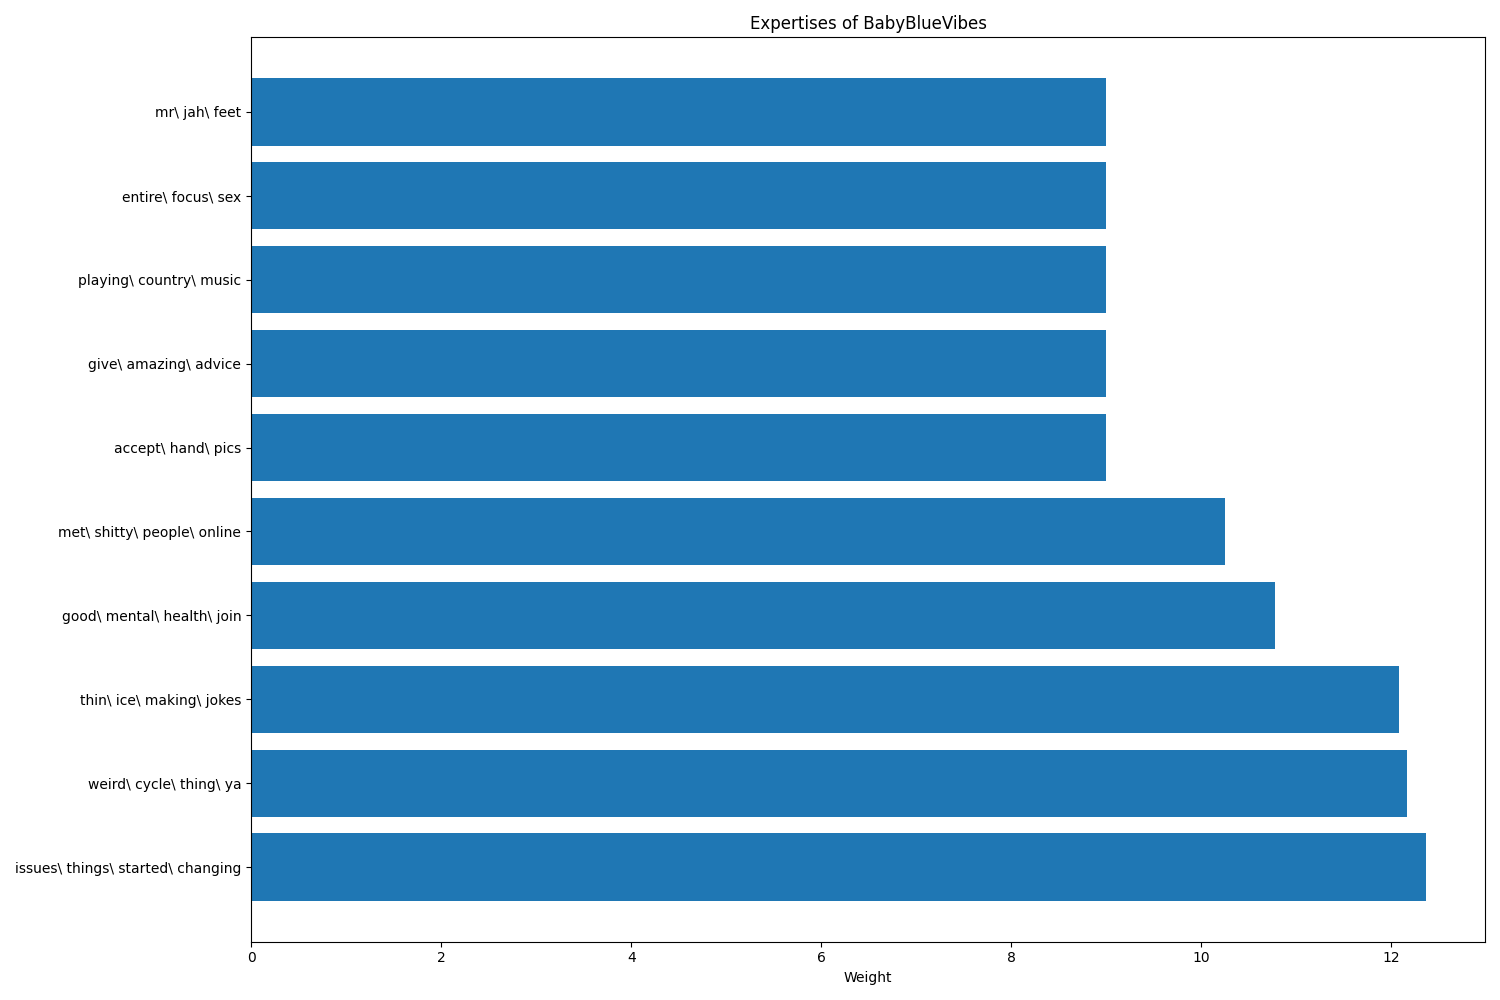 Expertises of BabyBlueVibes
mr\ jah\ feet
entire\ focus\ sex
playing\ country\ music
give\ amazing\ advice
accept\ hand\ pics
met\ shitty\ people\ online
good\ mental\ health\ join
thin\ ice\ making\ jokes
weird\ cycle\ thing\ ya
issues\ things\ started\ changing
0 2 4 6 8 10 12
Weight